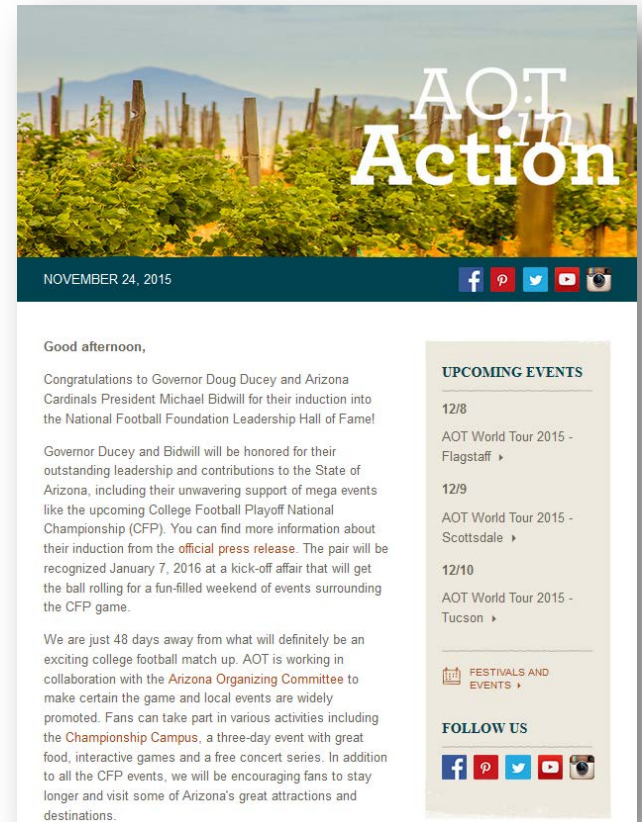 AOT
in
Action
NOVEMBER 24, 2015
Good afternoon,
Congratulations to Governor Doug Ducey and Arizona
Cardinals President Michael Bidwill for their induction into
the National Football Foundation Leadership Hall of Fame!
Governor Ducey and Bidwill will be honored for their
outstanding leadership and contributions to the State of
Arizona, including their unwavering support of mega events
like the upcoming College Football Playoff National
Championship (CFP). You can find more information about
their induction from the official press release. The pair will be
recognized January 7, 2016 at a kick-off affair that will get
the ball rolling for a fun-filled weekend of events surrounding
the CFP game.
We are just 48 days away from what will definitely be an
exciting college football match up. AOT is working in
collaboration with the Arizona Organizing Committee to
make certain the game and local events are widely
promoted. Fans can take part in various activities including
the Championship Campus, a three-day event with great
food, interactive games and a free concert series. In addition
to all the CFP events, we will be encouraging fans to stay
longer and visit some of Arizona's great attractions and
destinations.
UPCOMING EVENTS
12/8
AOT World Tour 2015 -
Flagstaff
12/9
AOT World Tour 2015 -
Scottsdale
12/10
AOT World Tour 2015 -
Tucson
FESTIVALS AND
EVENTS
FOLLOW US